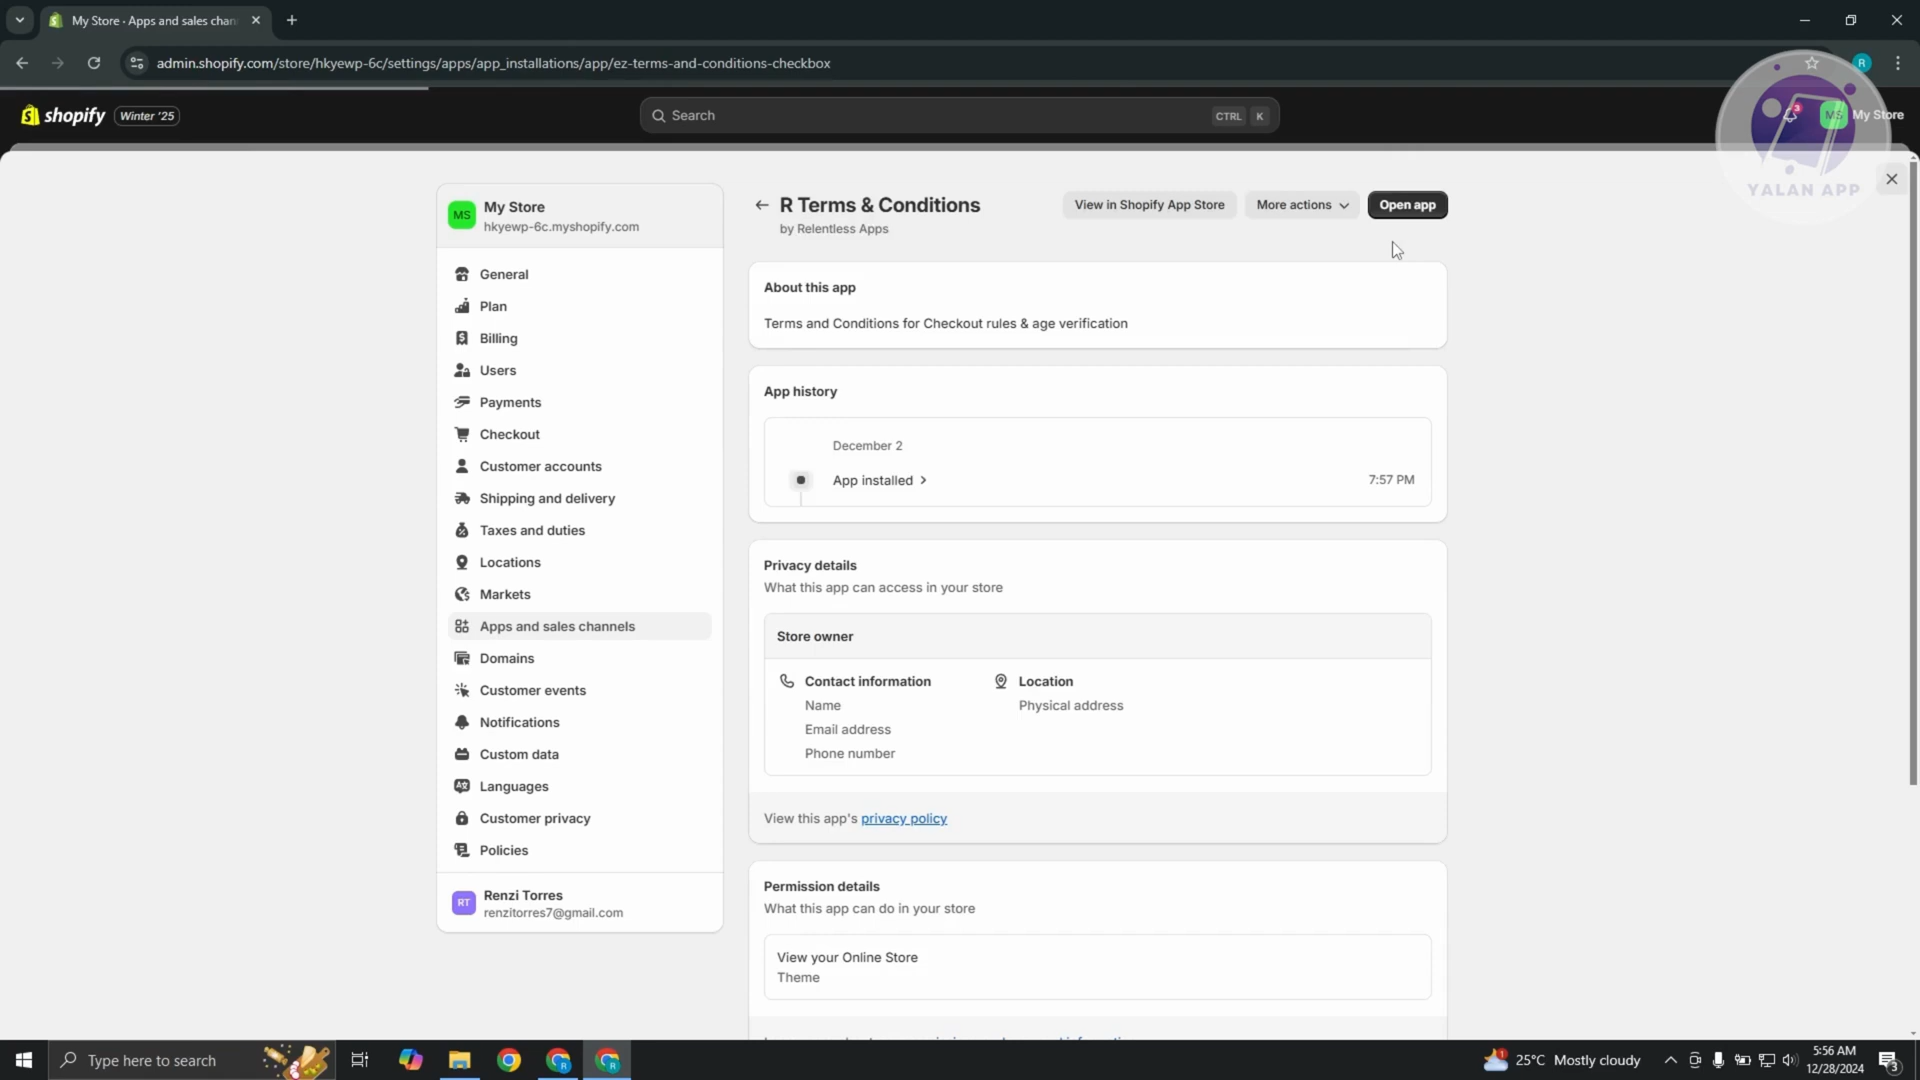 My Store · Apps and sales chan
admin.shopify.com/store/hkyewp-6c/settings/apps/app_installations/app/ez-terms-and-conditions-checkbox
R
shopify
Winter '25
Search
CTRL
K
3
MS
My Store
YALAN APP
MS
My Store
hkyewp-6c.myshopify.com
General
Plan
Billing
Users
Payments
Checkout
Customer accounts
Shipping and delivery
Taxes and duties
Locations
Markets
Apps and sales channels
Domains
Customer events
Notifications
Custom data
Languages
Customer privacy
Policies
RT
Renzi Torres
renzitorres7@gmail.com
R Terms & Conditions
by Relentless Apps
View in Shopify App Store
More actions
Open app
About this app
Terms and Conditions for Checkout rules & age verification
App history
December 2
App installed
7:57 PM
Privacy details
What this app can access in your store
Store owner
Contact information
Name
Email address
Phone number
Location
Physical address
View this app's privacy policy
Permission details
What this app can do in your store
View your Online Store
Theme
Type here to search
25°C Mostly cloudy
5:56 AM
12/28/2024
3